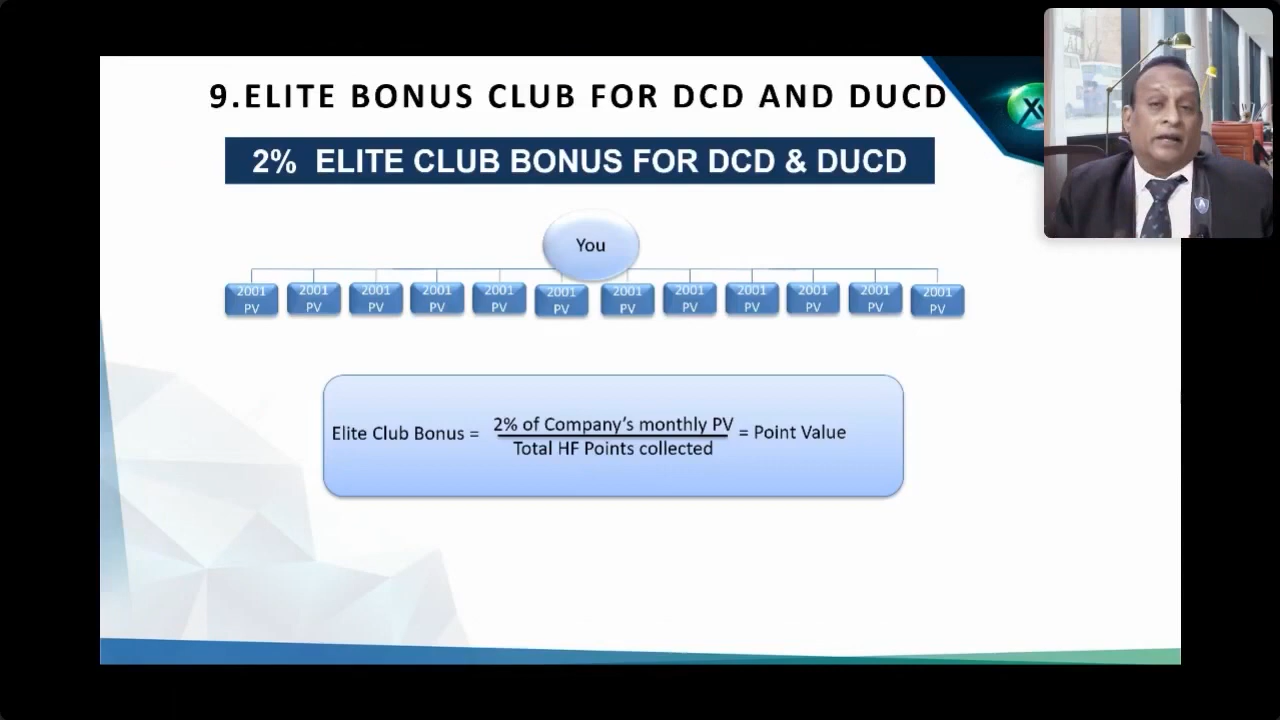 9.ELITE BONUS CLUB FOR DCD AND DUCD
2% ELITE CLUB BONUS FOR DCD & DUCD
You
2001 2001 2001 2001 2001 2001 2001 2001 2001 2001 2001 2001
PV PV PV PV PV PV PV PV PV PV PV PV
2% of Company's monthly PV
Elite Club Bonus = = Point Value
Total HF Points collected